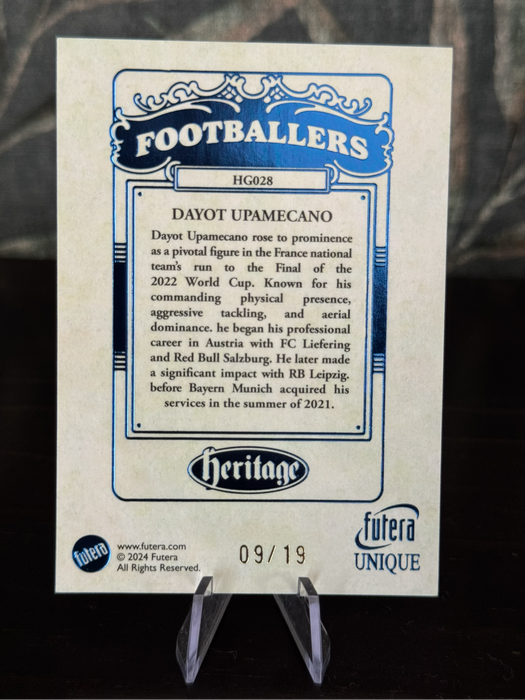 FOOTBALLERS
HG028
DAYOT UPAMECANO
Dayot Upamecano rose to prominence
as a pivotal figure in the France national
team's run to the Final of the
2022 World Cup. Known for his
commanding physical presence,
aggressive tackling, and aerial
dominance. he began his professional
career in Austria with FC Liefering
and Red Bull Salzburg. He later made
a significant impact with RB Leipzig.
before Bayern Munich acquired his
services in the summer of 2021.
heritage
futera
www.futera.com
© 2024 Futera
All Rights Reserved.
09/19
futera
UNIQUE